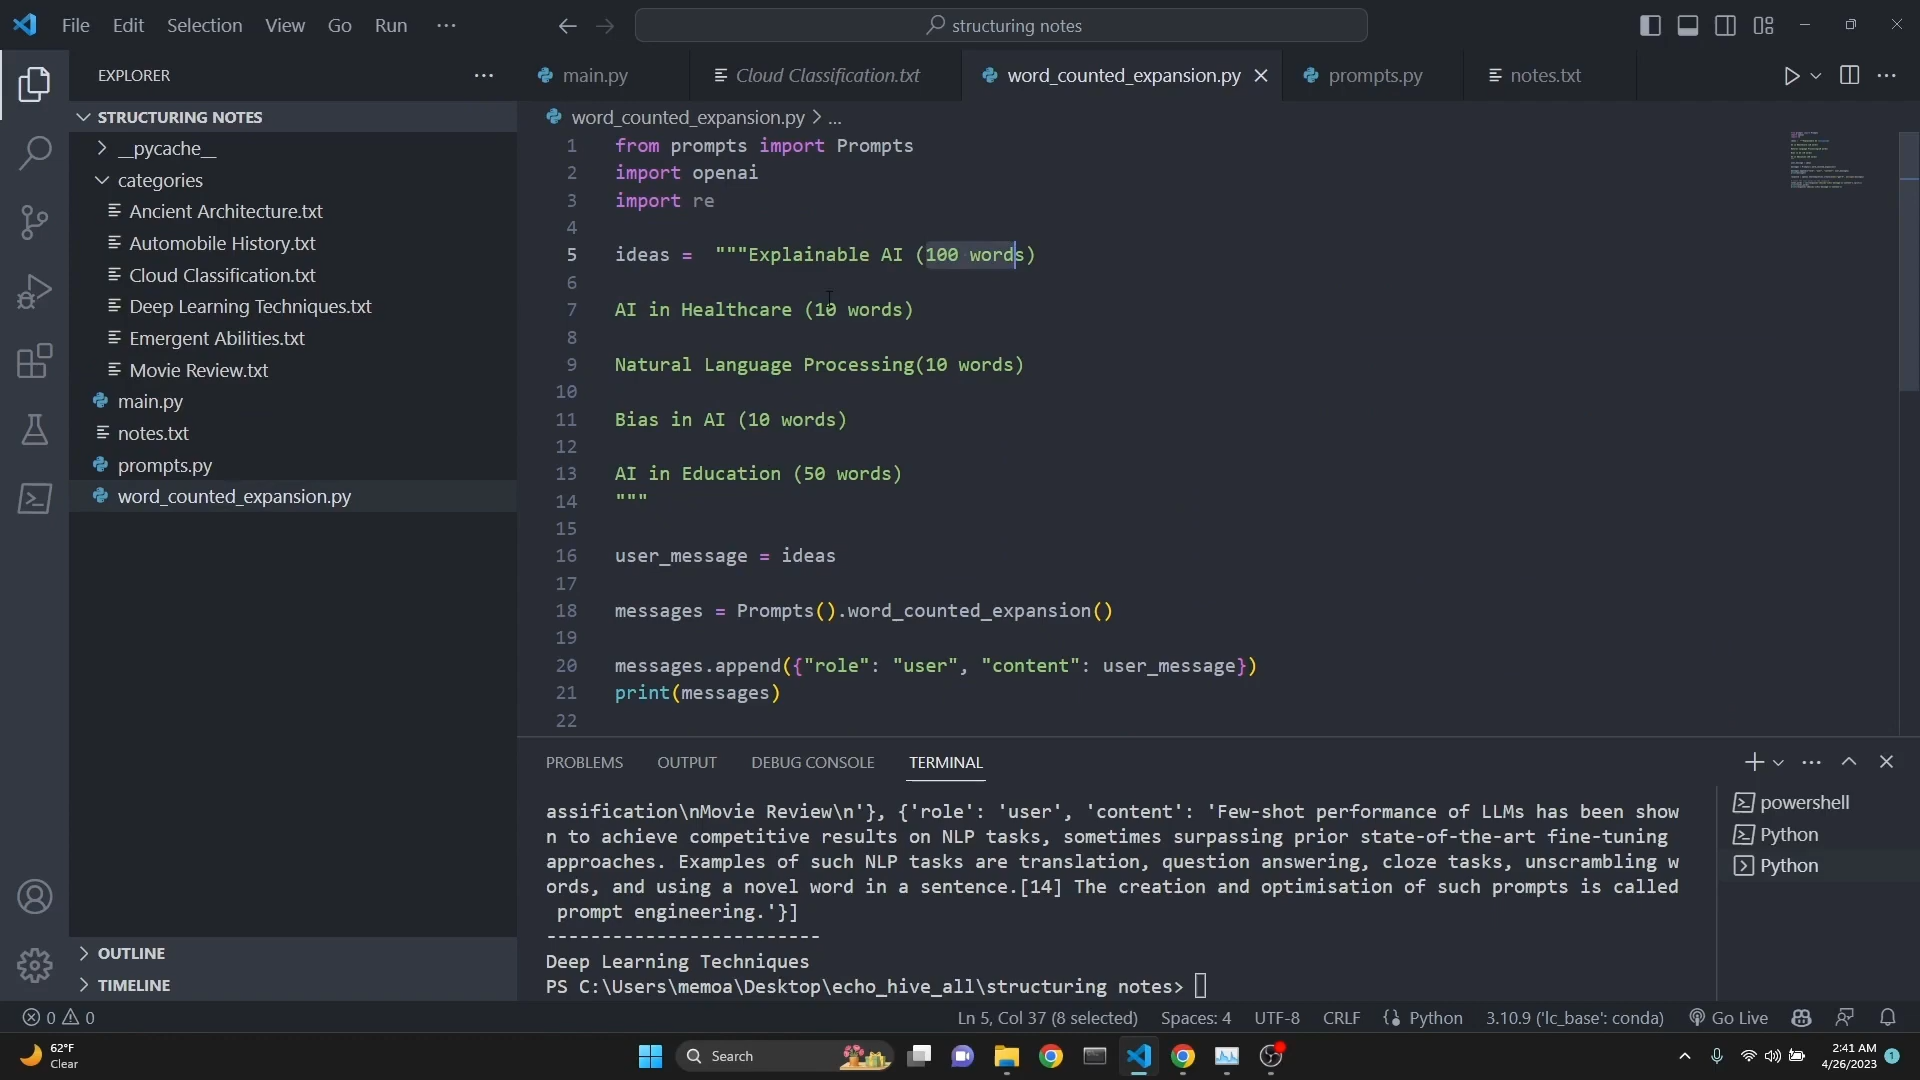 File Edit Selection View Go Run ···
structuring notes
EXPLORER ···
STRUCTURING NOTES
__pycache__
categories
Ancient Architecture.txt
Automobile History.txt
Cloud Classification.txt
Deep Learning Techniques.txt
Emergent Abilities.txt
Movie Review.txt
main.py
notes.txt
prompts.py
word_counted_expansion.py
OUTLINE
TIMELINE
main.py Cloud Classification.txt word_counted_expansion.py prompts.py notes.txt
word_counted_expansion.py > ...
1 from prompts import Prompts
2 import openai
3 import re
4
5 ideas =  """Explainable AI (100 words)
6
7 AI in Healthcare (10 words)
8
9 Natural Language Processing(10 words)
10
11 Bias in AI (10 words)
12
13 AI in Education (50 words)
14 """
15
16 user_message = ideas
17
18 messages = Prompts().word_counted_expansion()
19
20 messages.append({"role": "user", "content": user_message})
21 print(messages)
22
PROBLEMS OUTPUT DEBUG CONSOLE TERMINAL
assification\nMovie Review\n'}, {'role': 'user', 'content': 'Few-shot performance of LLMs has been show
n to achieve competitive results on NLP tasks, sometimes surpassing prior state-of-the-art fine-tuning
approaches. Examples of such NLP tasks are translation, question answering, cloze tasks, unscrambling w
ords, and using a novel word in a sentence.[14] The creation and optimisation of such prompts is called
 prompt engineering.'}]
-------------------------
Deep Learning Techniques
PS C:\Users\memoa\Desktop\echo_hive_all\structuring notes>
powershell
Python
Python
0 0 Ln 5, Col 37 (8 selected) Spaces: 4 UTF-8 CRLF Python 3.10.9 ('lc_base': conda) Go Live
62°F
Clear
Search
2:41 AM
4/26/2023
1